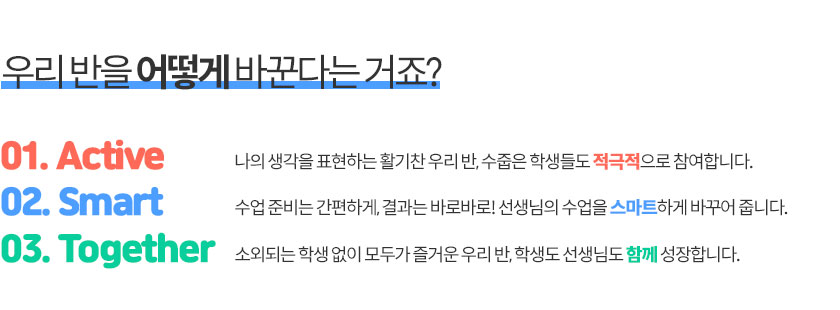 우리 반을 어떻게 바꾼다는 거죠?
01. Active 나의 생각을 표현하는 활기찬 우리 반, 수줍은 학생들도 적극적으로 참여합니다.
02. Smart 수업 준비는 간편하게, 결과는 바로바로! 선생님의 수업을 스마트하게 바꾸어 줍니다.
03. Together 소외되는 학생 없이 모두가 즐거운 우리 반, 학생도 선생님도 함께 성장합니다.